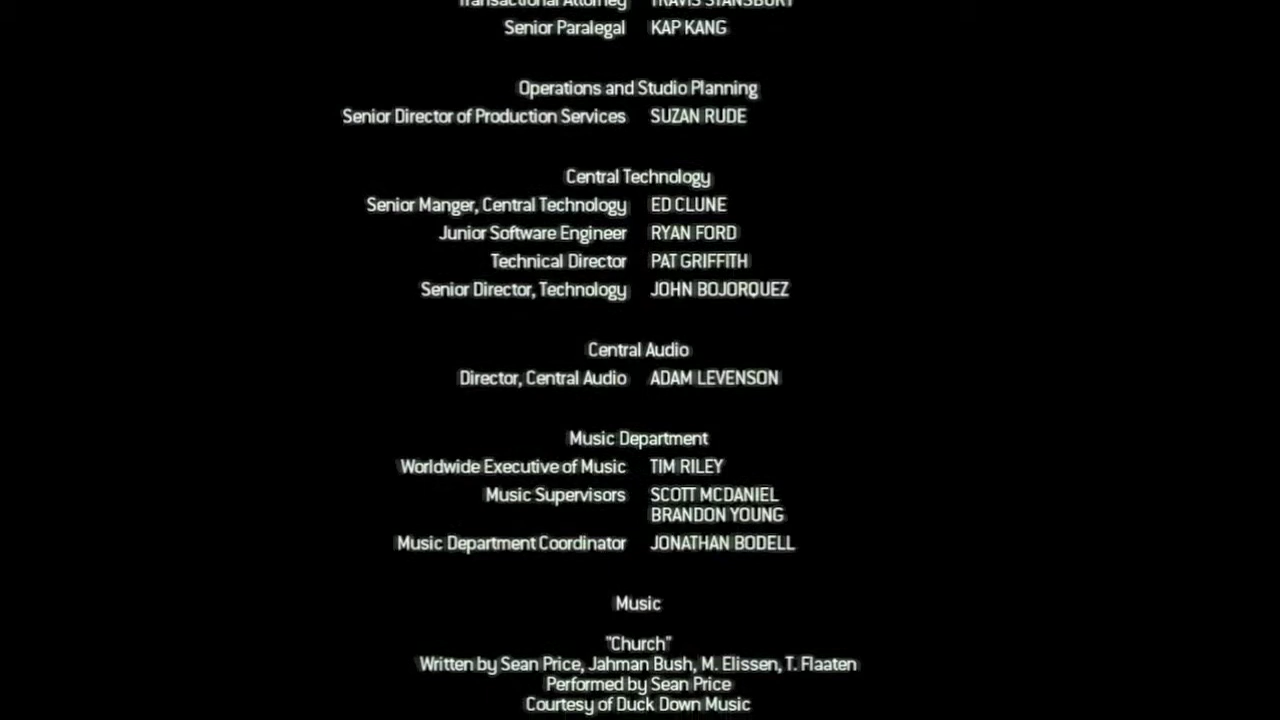 Transactional Attorney TRAVIS STANSBURY
Senior Paralegal KAP KANG
Operations and Studio Planning
Senior Director of Production Services SUZAN RUDE
Central Technology
Senior Manger, Central Technology ED CLUNE
Junior Software Engineer RYAN FORD
Technical Director PAT GRIFFITH
Senior Director, Technology JOHN BOJORQUEZ
Central Audio
Director, Central Audio ADAM LEVENSON
Music Department
Worldwide Executive of Music TIM RILEY
Music Supervisors SCOTT MCDANIEL
BRANDON YOUNG
Music Department Coordinator JONATHAN BODELL
Music
"Church"
Written by Sean Price, Jahman Bush, M. Elissen, T. Flaaten
Performed by Sean Price
Courtesy of Duck Down Music